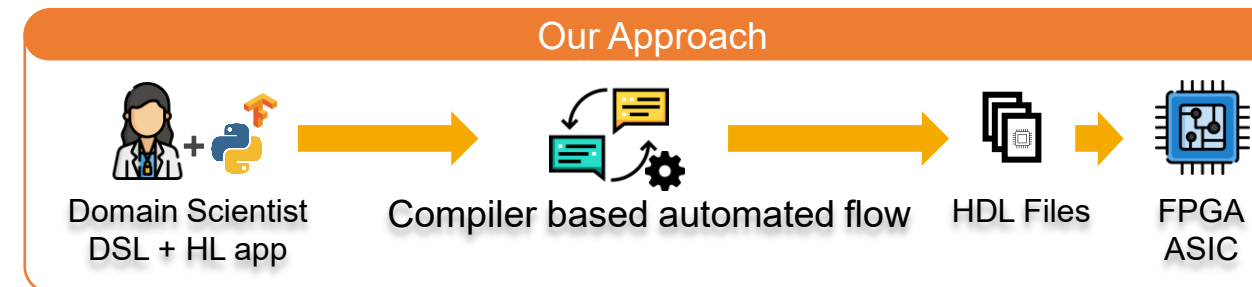 Our Approach
+
Domain Scientist
DSL + HL app
Compiler based automated flow
HDL Files
FPGA
ASIC